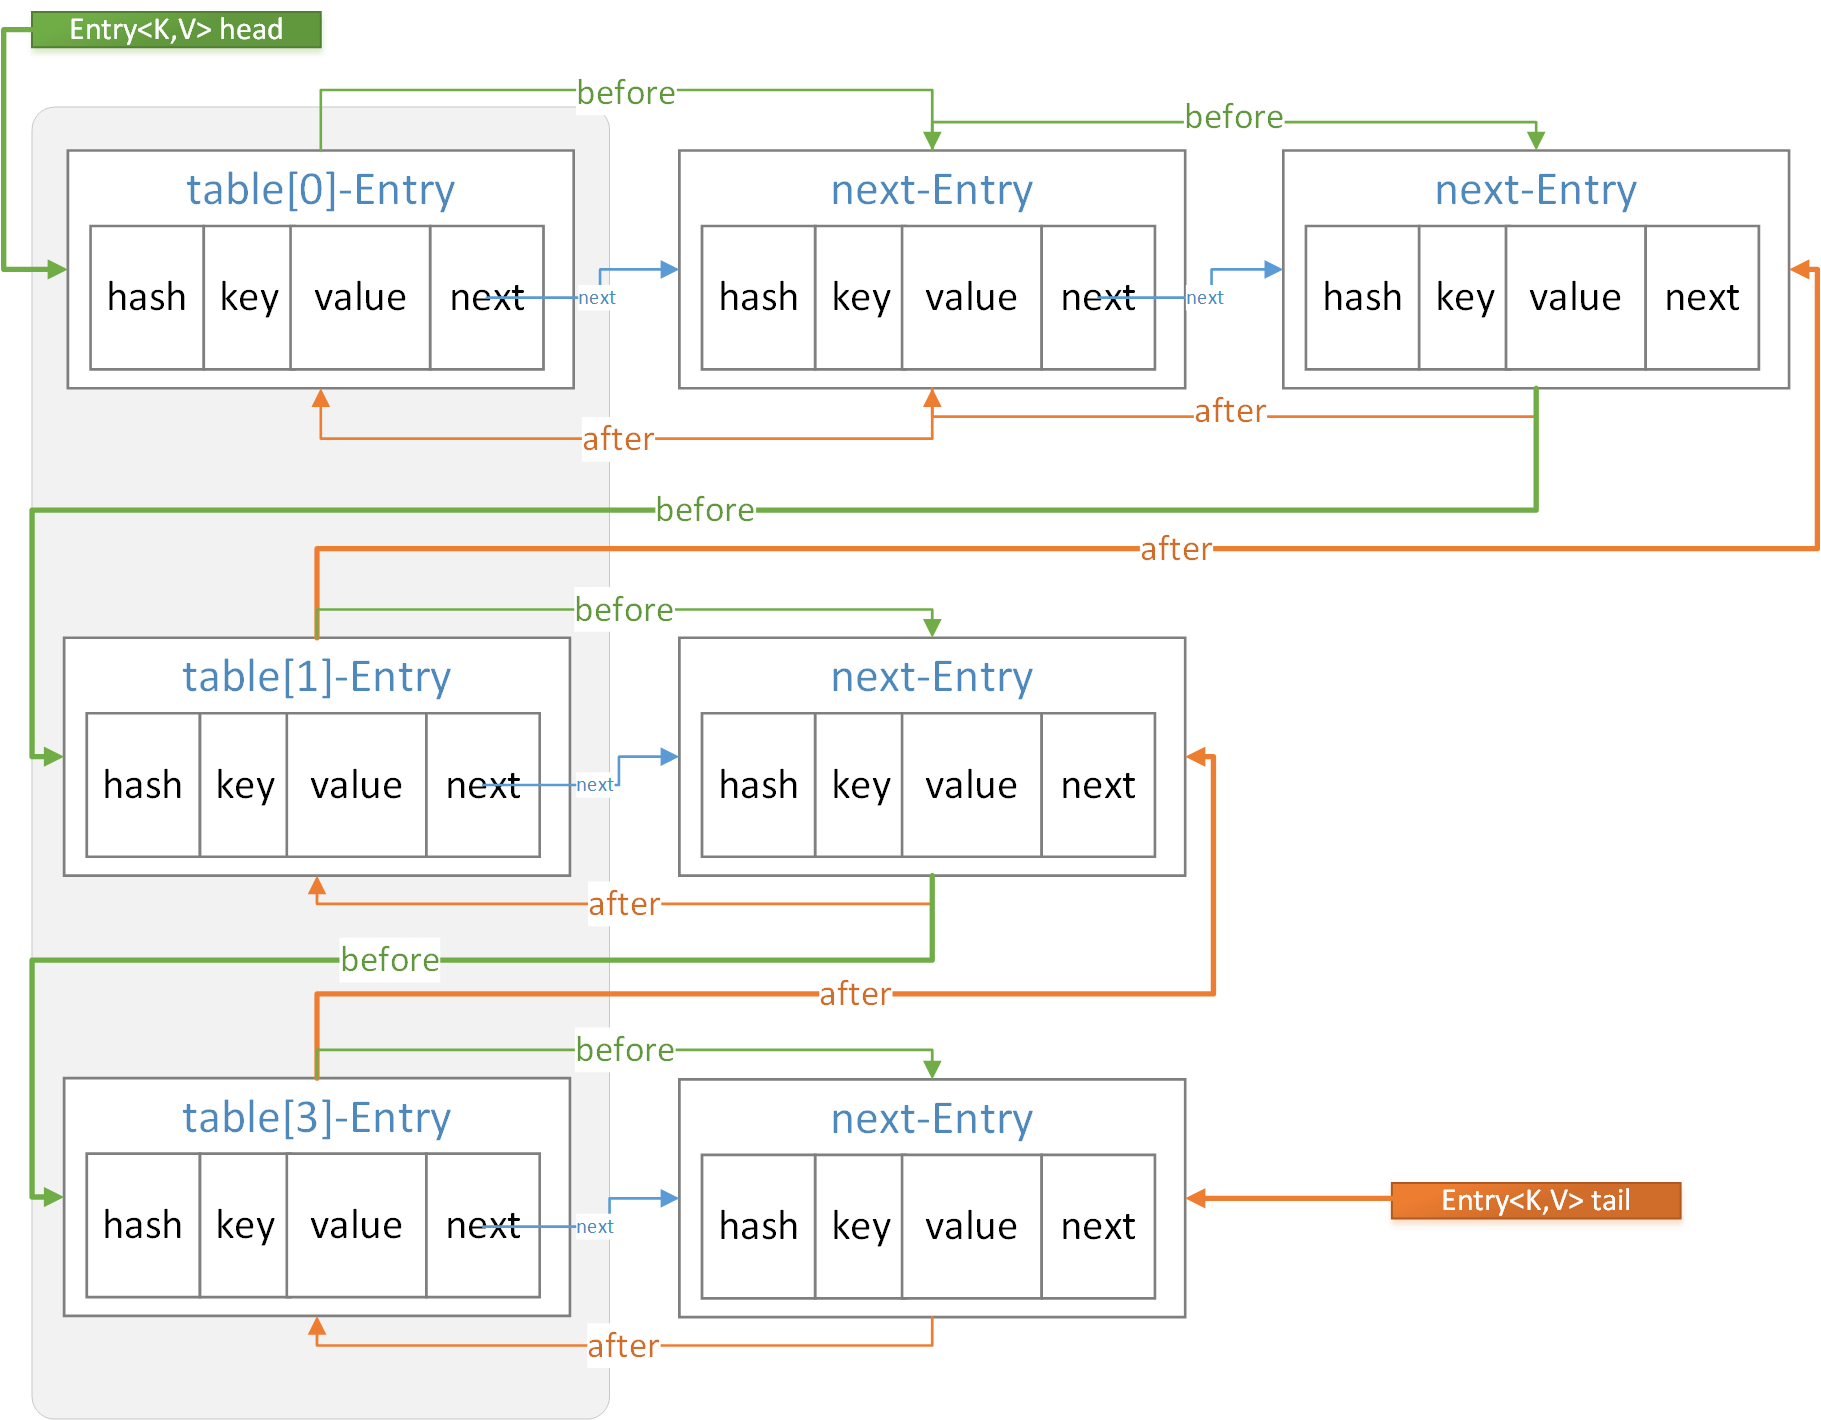 Entry<K,V> head
before
before
table[0]-Entry
next-Entry
next-Entry
hash key value next
next
hash key value next
next
hash key value next
after
after
before
after
before
table[1]-Entry
next-Entry
hash key value next
next
hash key value next
after
before
after
before
table[3]-Entry
next-Entry
hash key value next
next
hash key value next
Entry<K,V> tail
after